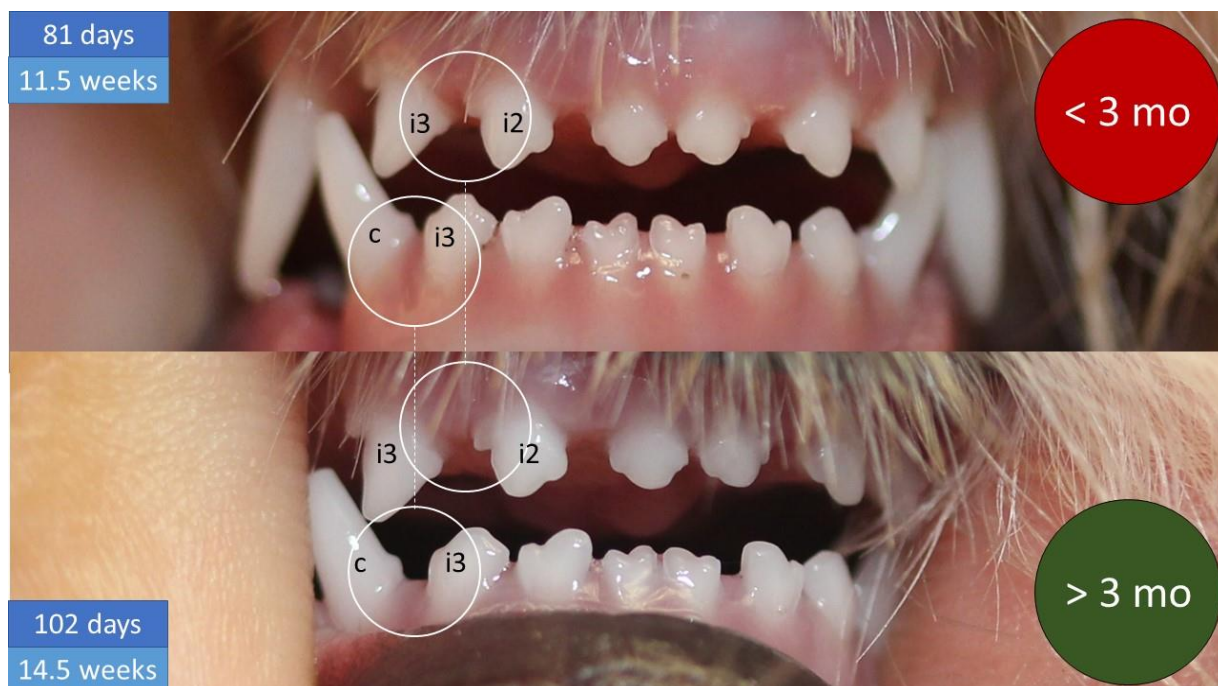 81 days
11.5 weeks
< 3 mo
i3
i2
c
i3
i3
i2
c
i3
> 3 mo
102 days
14.5 weeks